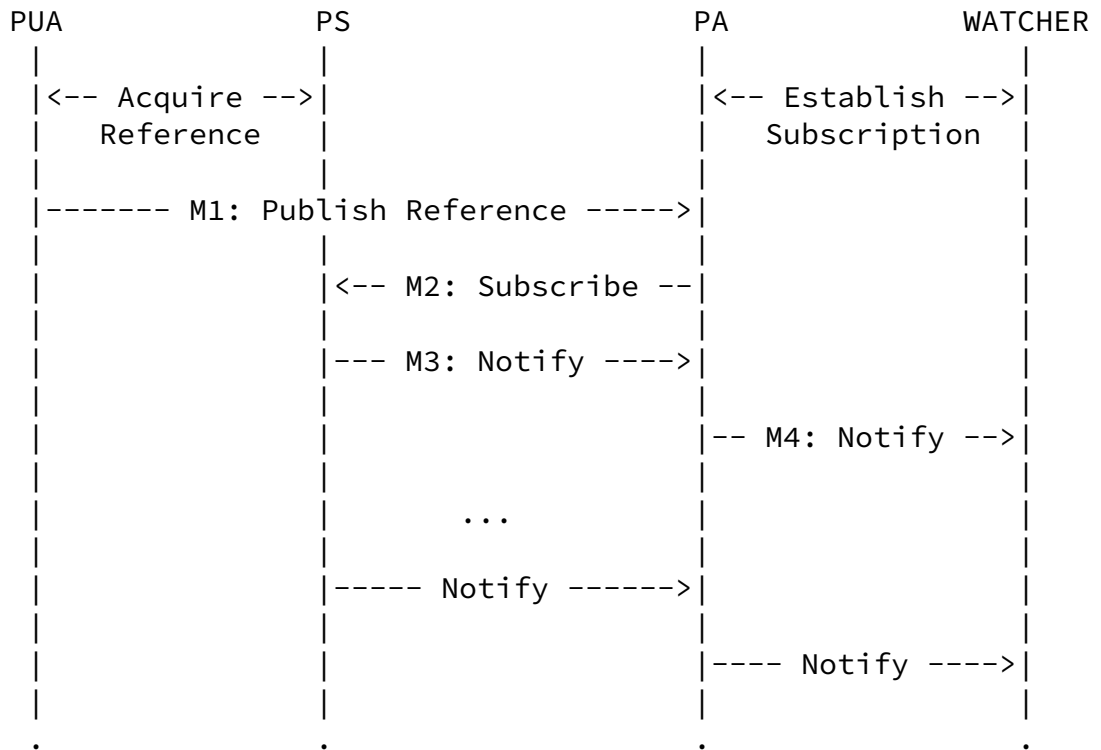 PUA PS PA WATCHER
<-- Acquire --> <-- Establish -->
Reference Subscription
------- M1: Publish Reference ----->
<-- M2: Subscribe --
--- M3: Notify ---->
-- M4: Notify -->
...
----- Notify ------>
---- Notify ---->
. . . .